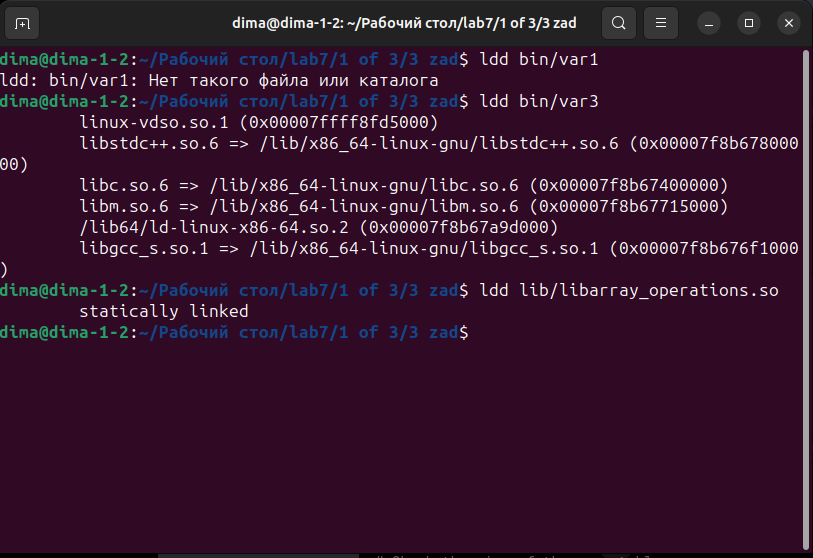 dima@dima-1-2: ~/Рабочий стол/lab7/1 of 3/3 zad
dima@dima-1-2:~/Рабочий стол/lab7/1 of 3/3 zad$ ldd bin/var1
ldd: bin/var1: Нет такого файла или каталога
dima@dima-1-2:~/Рабочий стол/lab7/1 of 3/3 zad$ ldd bin/var3
linux-vdso.so.1 (0x00007ffff8fd5000)
libstdc++.so.6 => /lib/x86_64-linux-gnu/libstdc++.so.6 (0x00007f8b678000
00)
libc.so.6 => /lib/x86_64-linux-gnu/libc.so.6 (0x00007f8b67400000)
libm.so.6 => /lib/x86_64-linux-gnu/libm.so.6 (0x00007f8b67715000)
/lib64/ld-linux-x86-64.so.2 (0x00007f8b67a9d000)
libgcc_s.so.1 => /lib/x86_64-linux-gnu/libgcc_s.so.1 (0x00007f8b676f1000
)
dima@dima-1-2:~/Рабочий стол/lab7/1 of 3/3 zad$ ldd lib/libarray_operations.so
statically linked
dima@dima-1-2:~/Рабочий стол/lab7/1 of 3/3 zad$